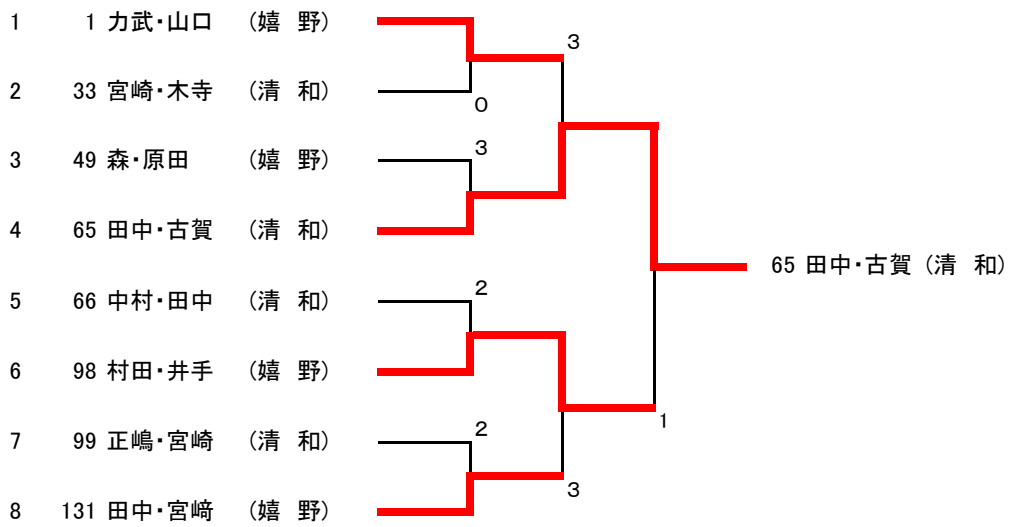 1 1 力武・山口 (嬉 野)
3
2 33 宮崎・木寺 (清 和)
0
3 49 森・原田 (嬉 野)
3
4 65 田中・古賀 (清 和)
65 田中・古賀 (清 和)
5 66 中村・田中 (清 和)
2
6 98 村田・井手 (嬉 野)
1
7 99 正嶋・宮崎 (清 和)
2
3
8 131 田中・宮﨑 (嬉 野)